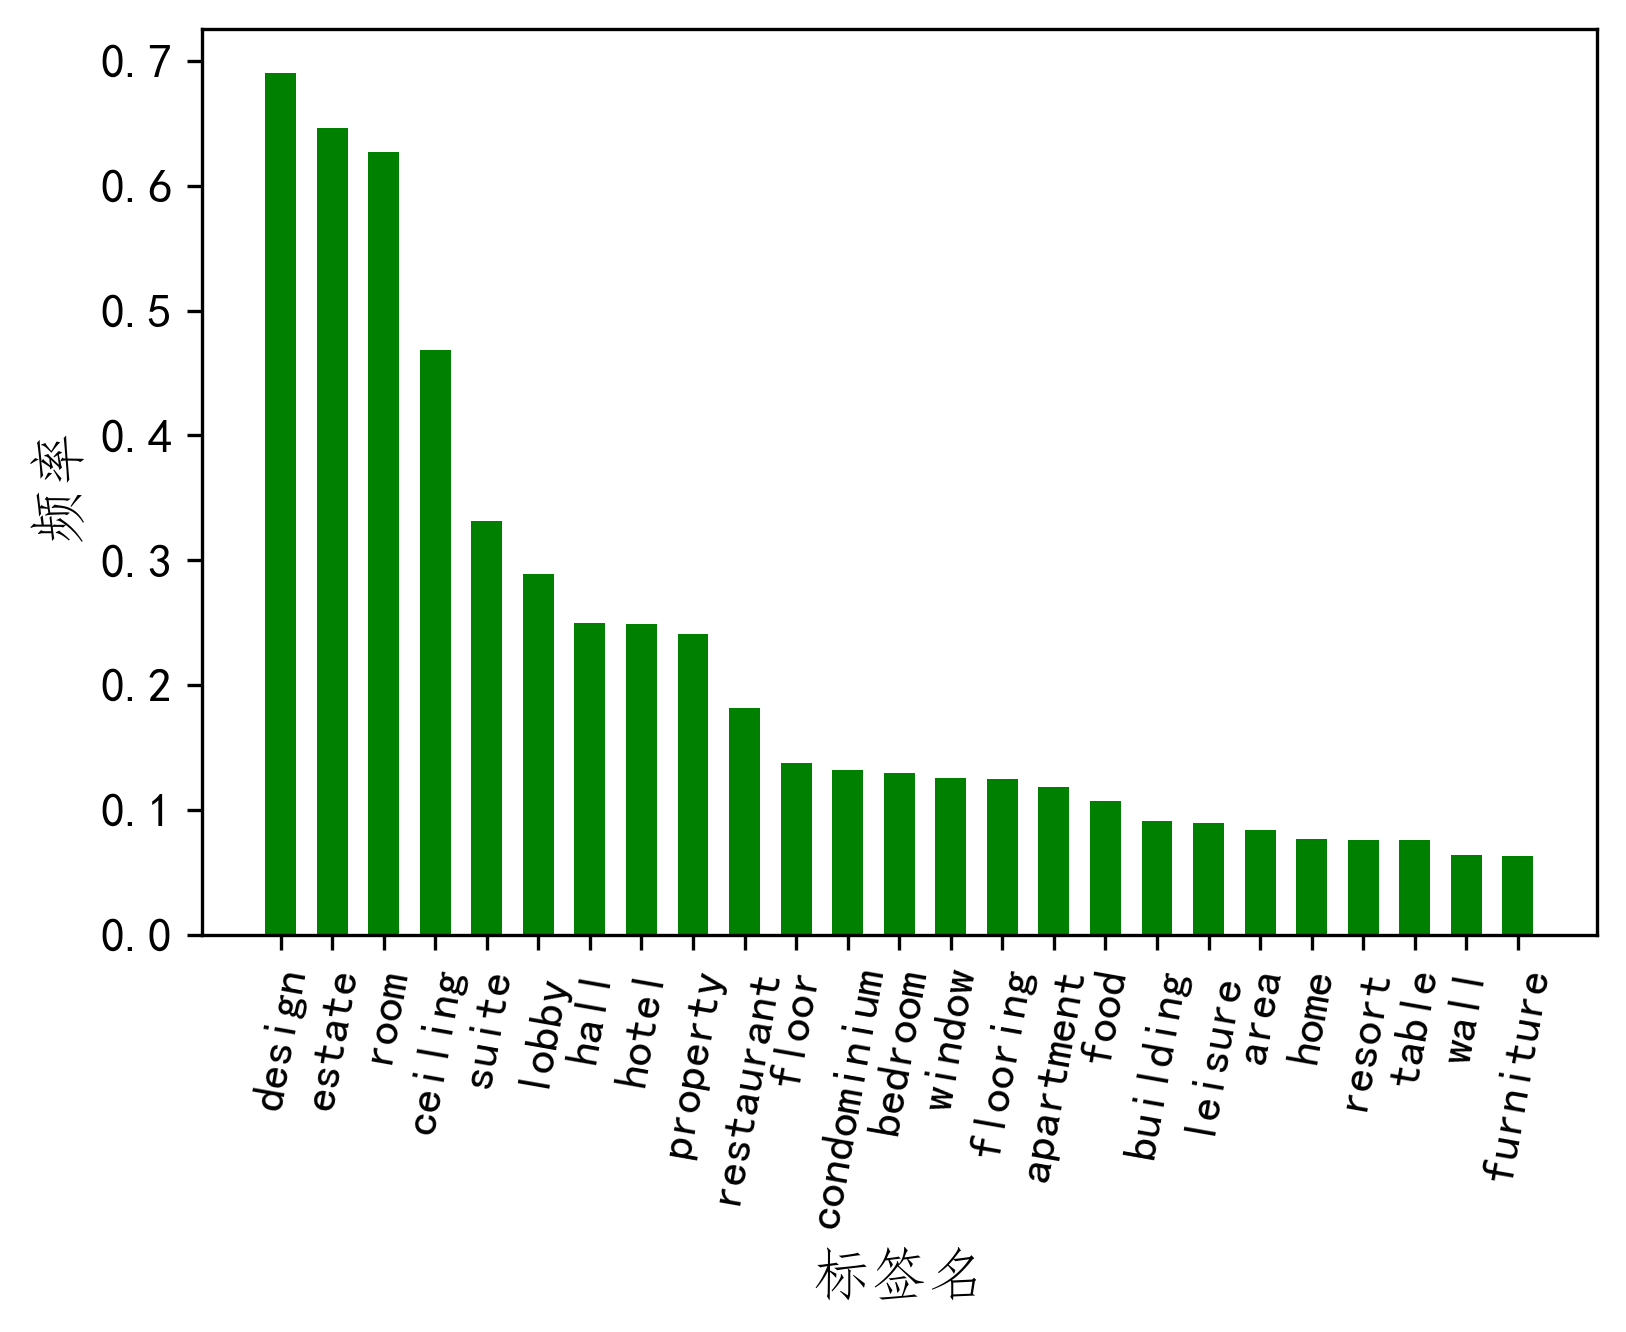 0.7
0.6
0.5
0.4
0.3
0.2
0.1
0.0
频率
design
estate
room
ceiling
suite
lobby
hall
hotel
property
restaurant
floor
condominium
bedroom
window
flooring
apartment
food
building
leisure
area
home
resort
table
wall
furniture
标签名